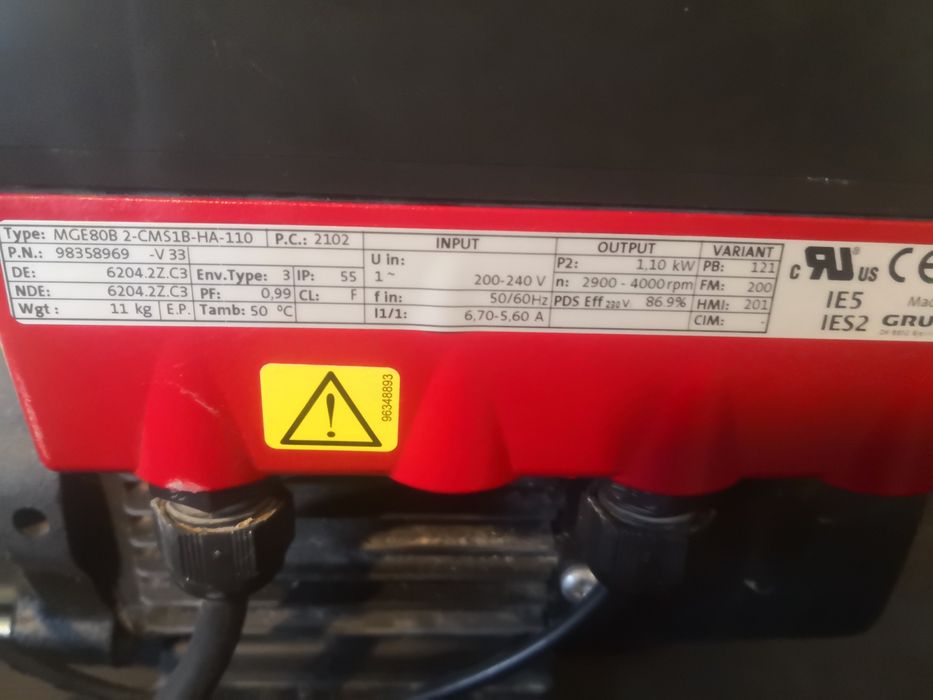 Type: MGE80B 2-CMS1B-HA-110 P.C.: 2102
P.N.: 98358969 -V 33
DE: 6204.2Z.C3 Env.Type: 3 IP: 55
NDE: 6204.2Z.C3 PF: 0,99 CL: F
Wgt : 11 kg E.P. Tamb: 50 °C
INPUT
U in:
1 ~ 200-240 V
f in: 50/60Hz
I1/1: 6,70-5,60 A
OUTPUT
P2: 1,10 kW
n: 2900 - 4000 rpm
PDS Eff 230 V: 86.9%
VARIANT
PB: 121
FM: 200
HMI: 201
CIM: -
c RU US CE
IE5
IES2 GRU
96348893